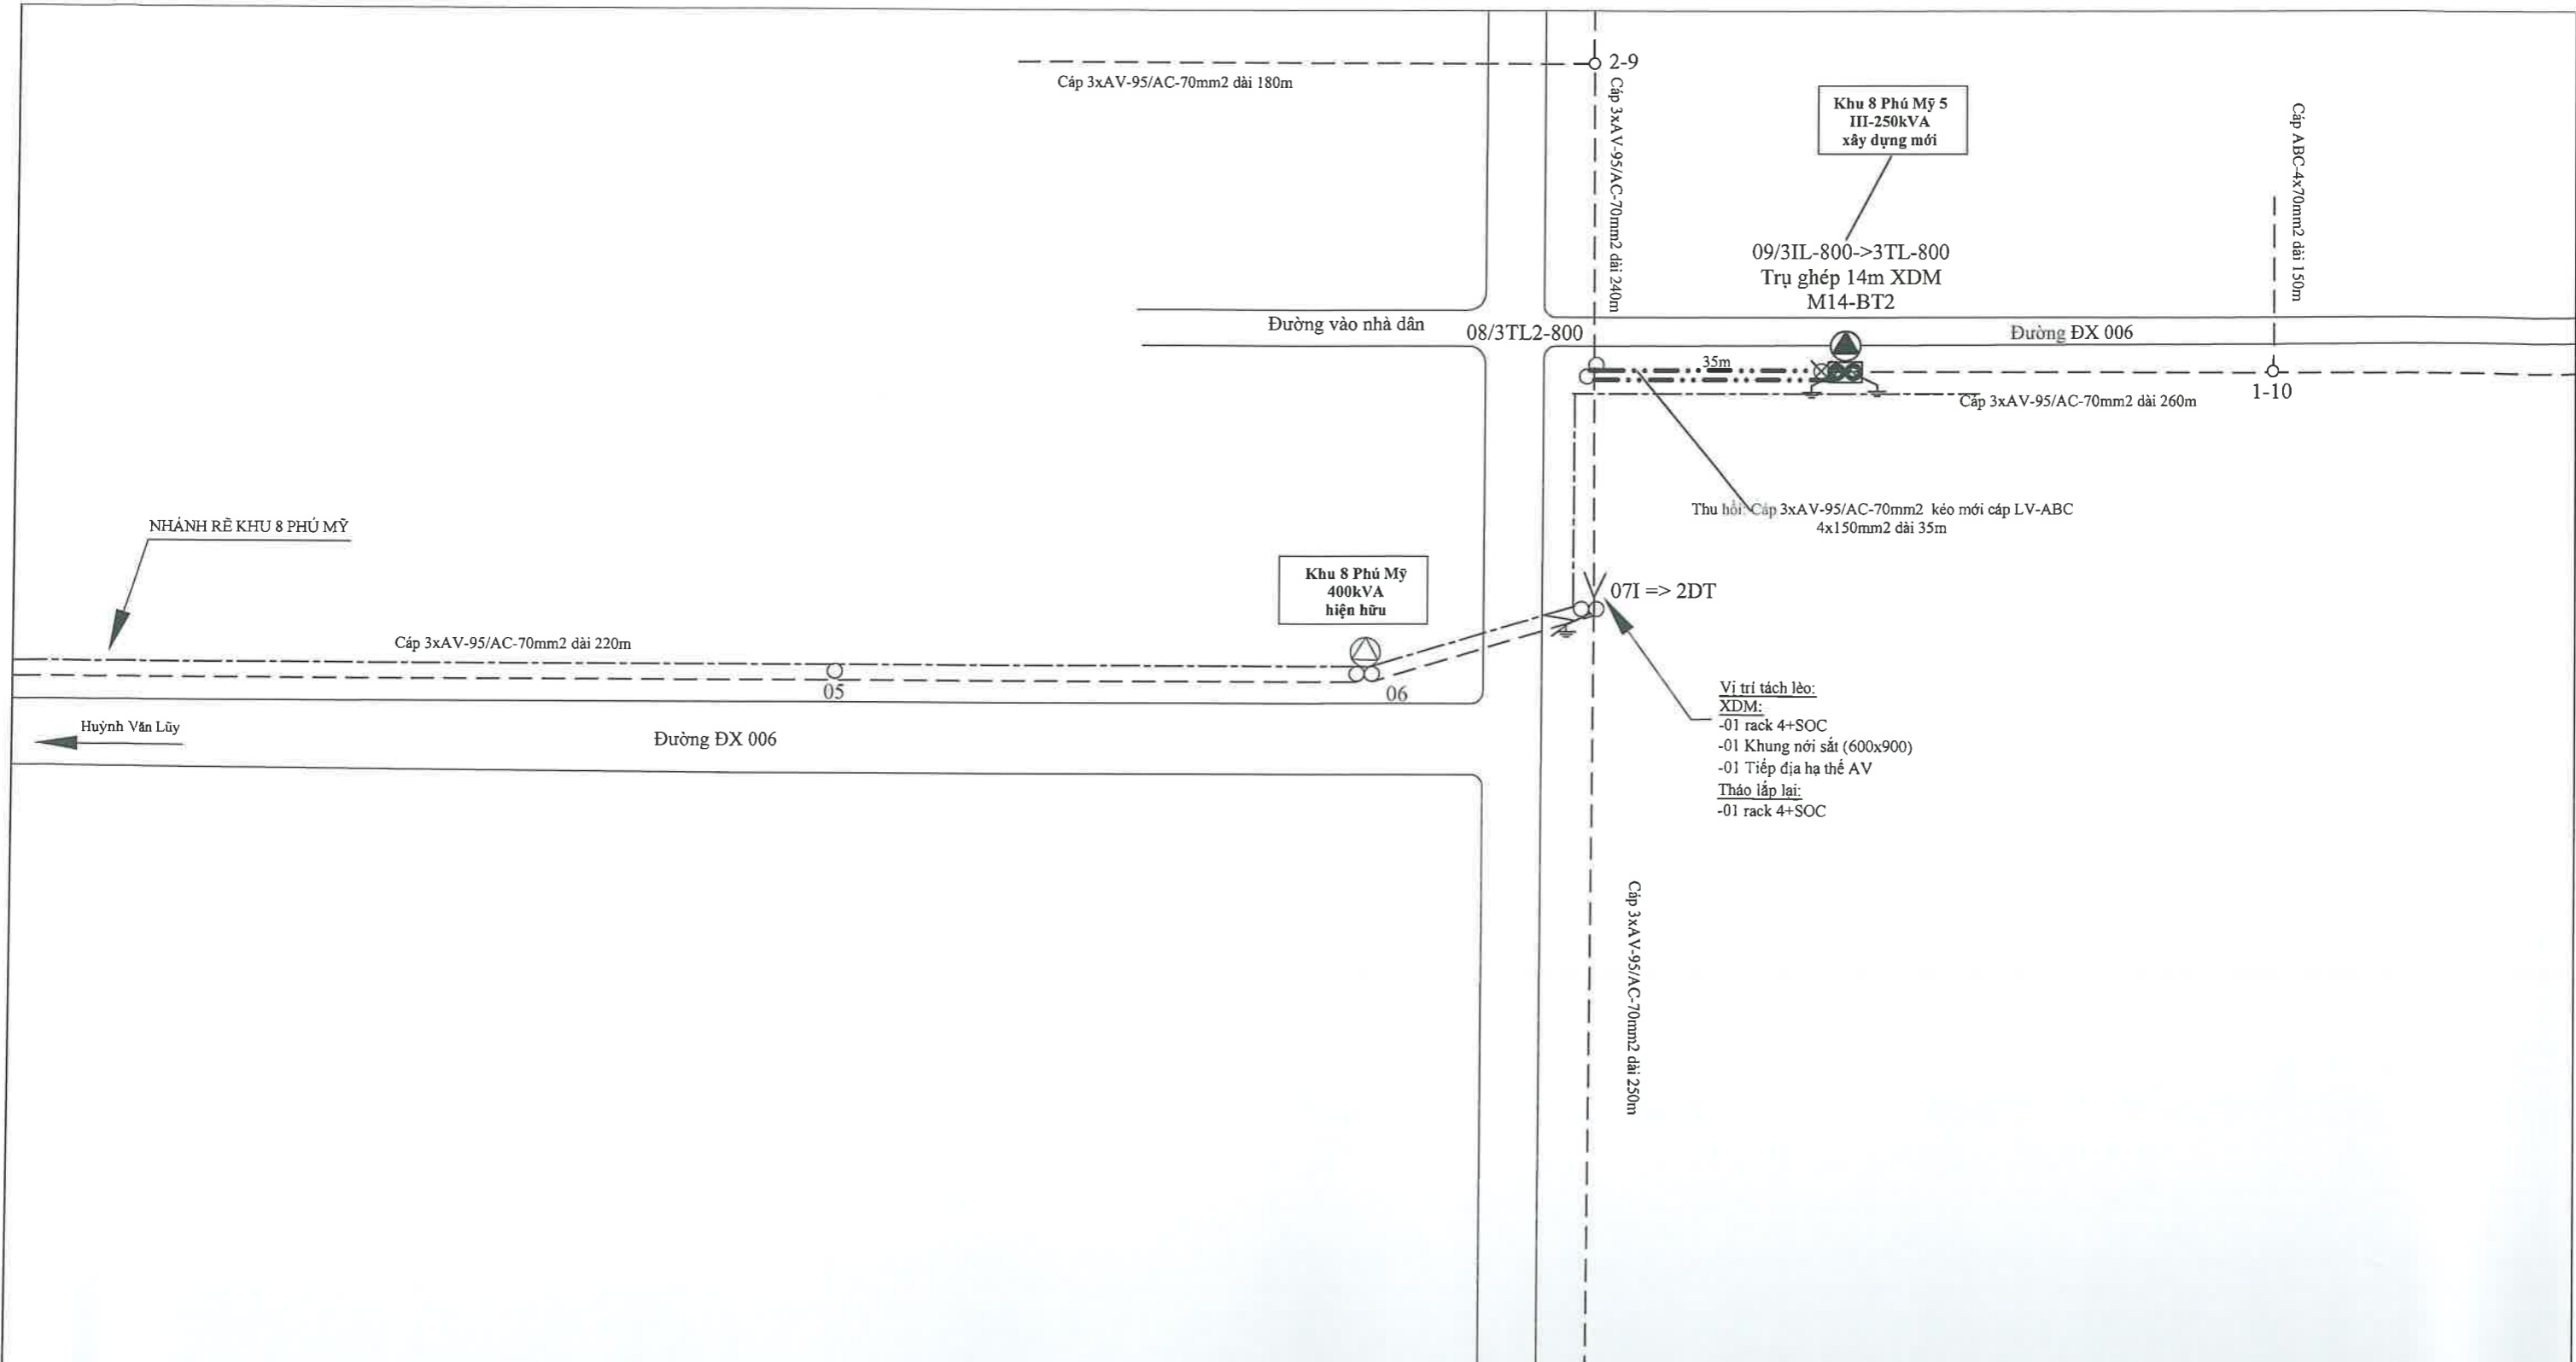 2-9
Cáp 3xAV-95/AC-70mm2 dài 180m
Cáp 3xAV-95/AC-70mm2 dài 240m
Khu 8 Phú Mỹ 5
III-250kVA
xây dựng mới
Cáp ABC-4x70mm2 dài 150m
09/3IL-800->3TL-800
Trụ ghép 14m XDM
M14-BT2
Đường vào nhà dân
08/3TL2-800
Đường ĐX 006
35m
1-10
Cáp 3xAV-95/AC-70mm2 dài 260m
Thu hồi: Cáp 3xAV-95/AC-70mm2 kéo mới cáp LV-ABC
4x150mm2 dài 35m
NHÁNH RẼ KHU 8 PHÚ MỸ
Khu 8 Phú Mỹ
400kVA
hiện hữu
07I => 2DT
Cáp 3xAV-95/AC-70mm2 dài 220m
05
06
Vị trí tách lèo:
XDM:
-01 rack 4+SOC
-01 Khung nới sắt (600x900)
-01 Tiếp địa hạ thế AV
Tháo lắp lại:
-01 rack 4+SOC
Huỳnh Văn Lũy
Đường ĐX 006
Cáp 3xAV-95/AC-70mm2 dài 250m